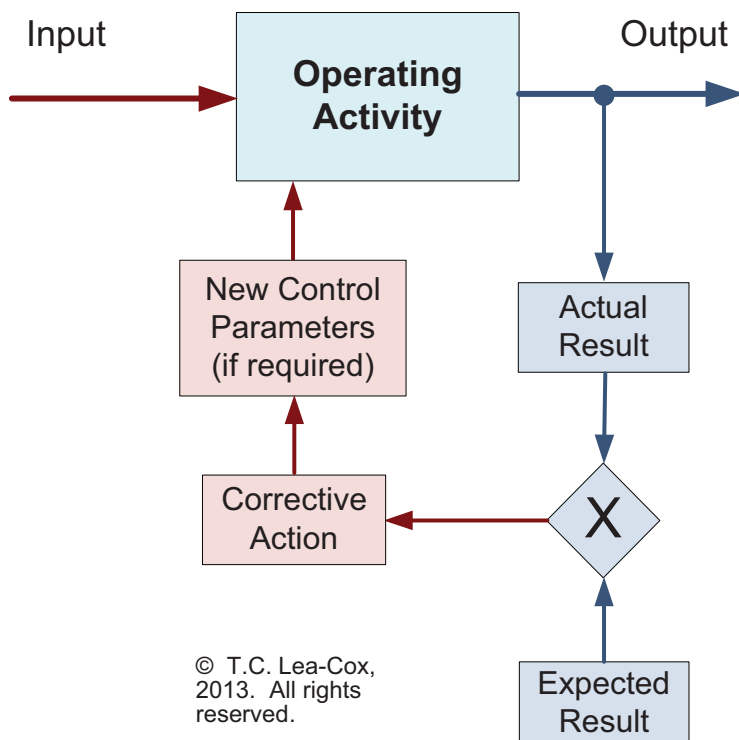 Input
Output
Operating
Activity
New Control
Parameters
(if required)
Actual
Result
Corrective
Action
X
© T.C. Lea-Cox,
2013.  All rights
reserved.
Expected
Result